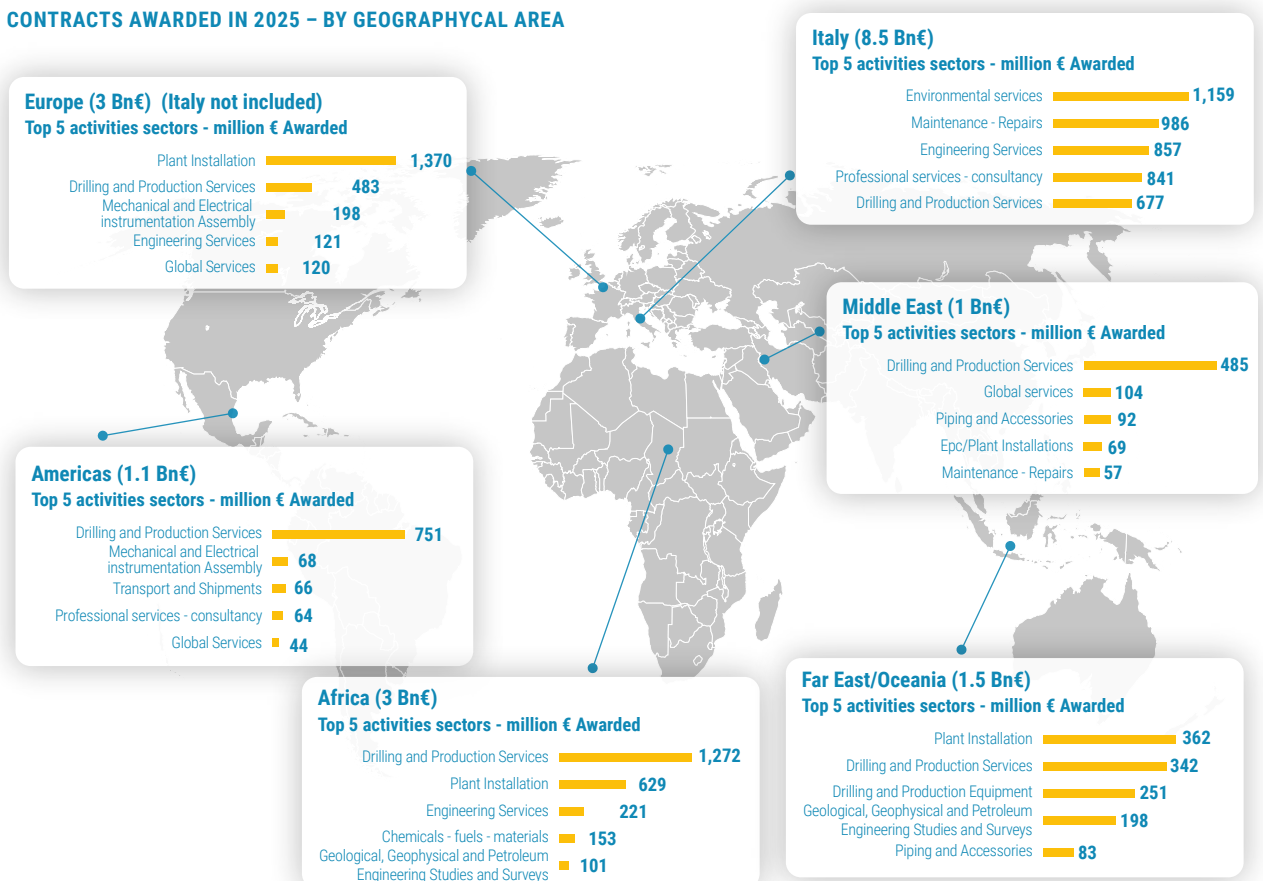 CONTRACTS AWARDED IN 2025 – BY GEOGRAPHYCAL AREA
Europe (3 Bn€) (Italy not included)
Top 5 activities sectors - million € Awarded
Plant Installation 1,370
Drilling and Production Services 483
Mechanical and Electrical
instrumentation Assembly 198
Engineering Services 121
Global Services 120
Italy (8.5 Bn€)
Top 5 activities sectors - million € Awarded
Environmental services 1,159
Maintenance - Repairs 986
Engineering Services 857
Professional services - consultancy 841
Drilling and Production Services 677
Middle East (1 Bn€)
Top 5 activities sectors - million € Awarded
Drilling and Production Services 485
Global services 104
Piping and Accessories 92
Epc/Plant Installations 69
Maintenance - Repairs 57
Americas (1.1 Bn€)
Top 5 activities sectors - million € Awarded
Drilling and Production Services 751
Mechanical and Electrical
instrumentation Assembly 68
Transport and Shipments 66
Professional services - consultancy 64
Global Services 44
Africa (3 Bn€)
Top 5 activities sectors - million € Awarded
Drilling and Production Services 1,272
Plant Installation 629
Engineering Services 221
Chemicals - fuels - materials 153
Geological, Geophysical and Petroleum
Engineering Studies and Surveys 101
Far East/Oceania (1.5 Bn€)
Top 5 activities sectors - million € Awarded
Plant Installation 362
Drilling and Production Services 342
Drilling and Production Equipment 251
Geological, Geophysical and Petroleum
Engineering Studies and Surveys 198
Piping and Accessories 83